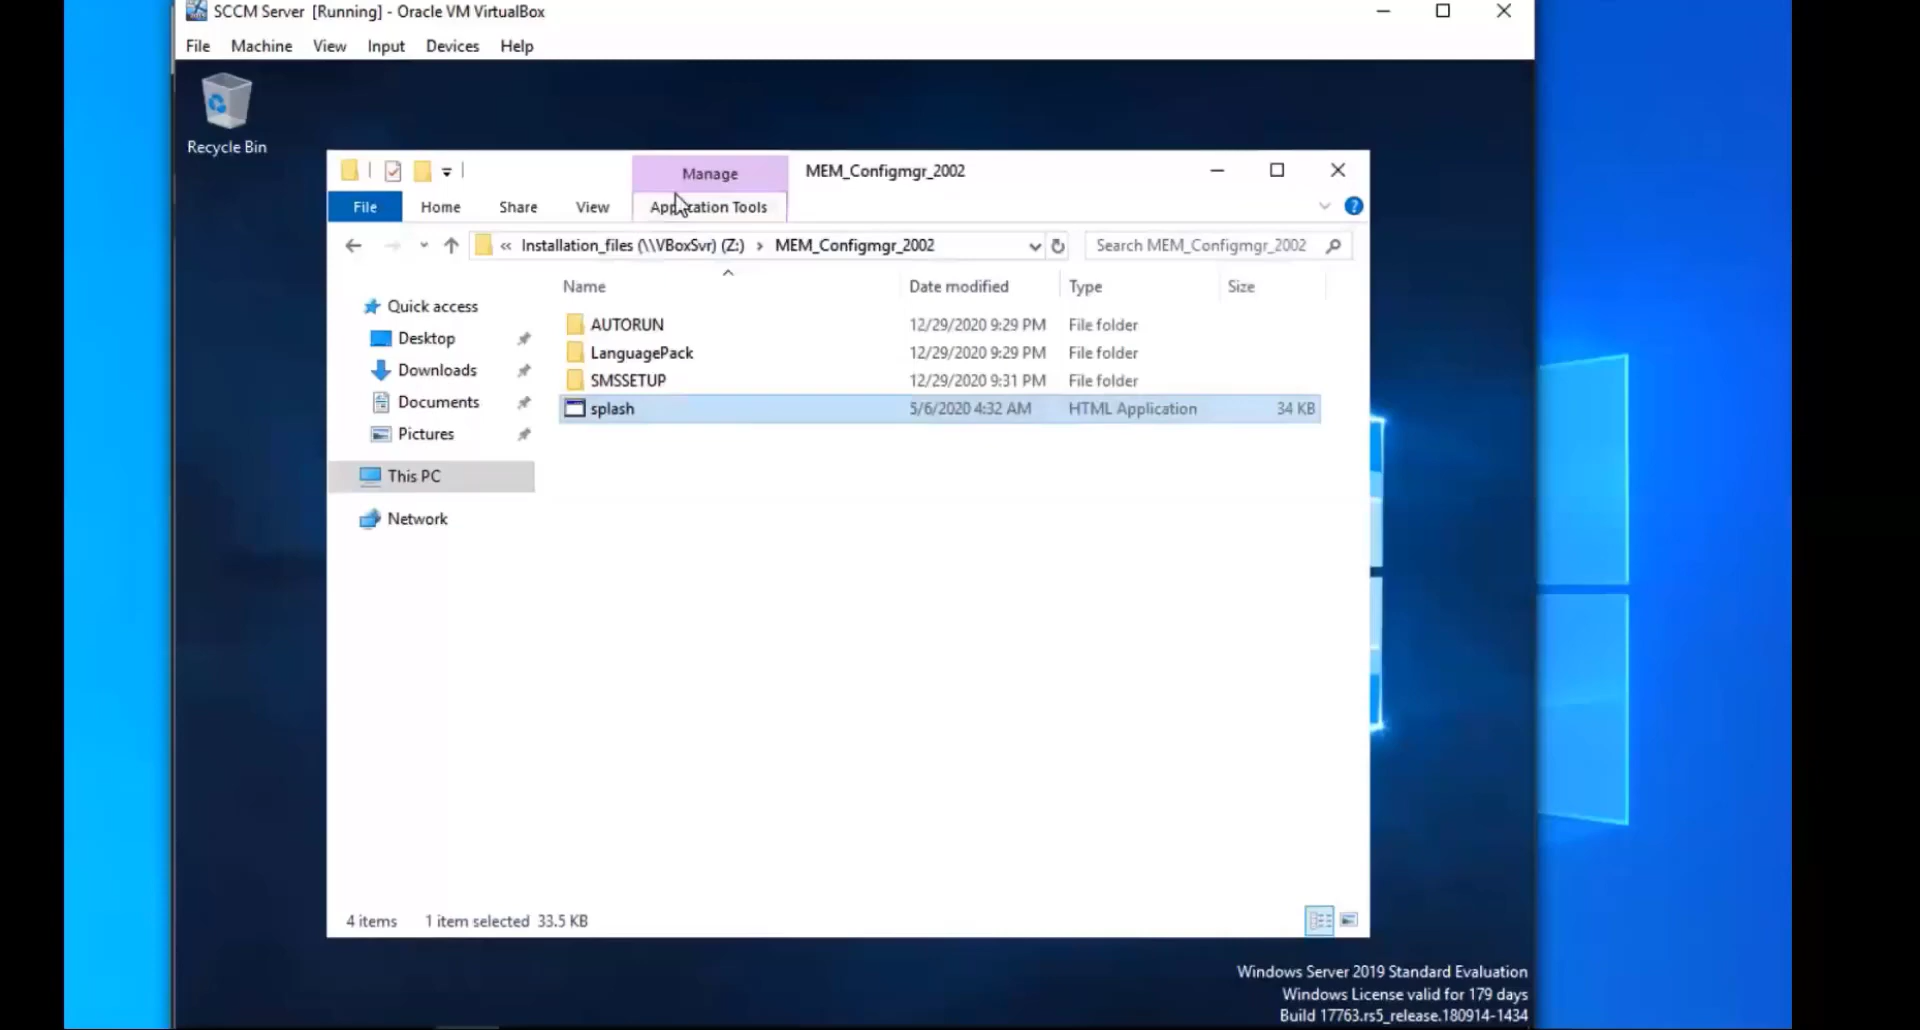 SCCM Server [Running] - Oracle VM VirtualBox
File Machine View Input Devices Help
Recycle Bin
Manage
MEM_Configmgr_2002
File Home Share View Application Tools
« Installation_files (\\VBoxSvr) (Z:) > MEM_Configmgr_2002
Search MEM_Configmgr_2002
Name Date modified Type Size
Quick access
Desktop
Downloads
Documents
Pictures
This PC
Network
AUTORUN 12/29/2020 9:29 PM File folder
LanguagePack 12/29/2020 9:29 PM File folder
SMSSETUP 12/29/2020 9:31 PM File folder
splash 5/6/2020 4:32 AM HTML Application 34 KB
4 items 1 item selected 33.5 KB
Windows Server 2019 Standard Evaluation
Windows License valid for 179 days
Build 17763.rs5_release.180914-1434